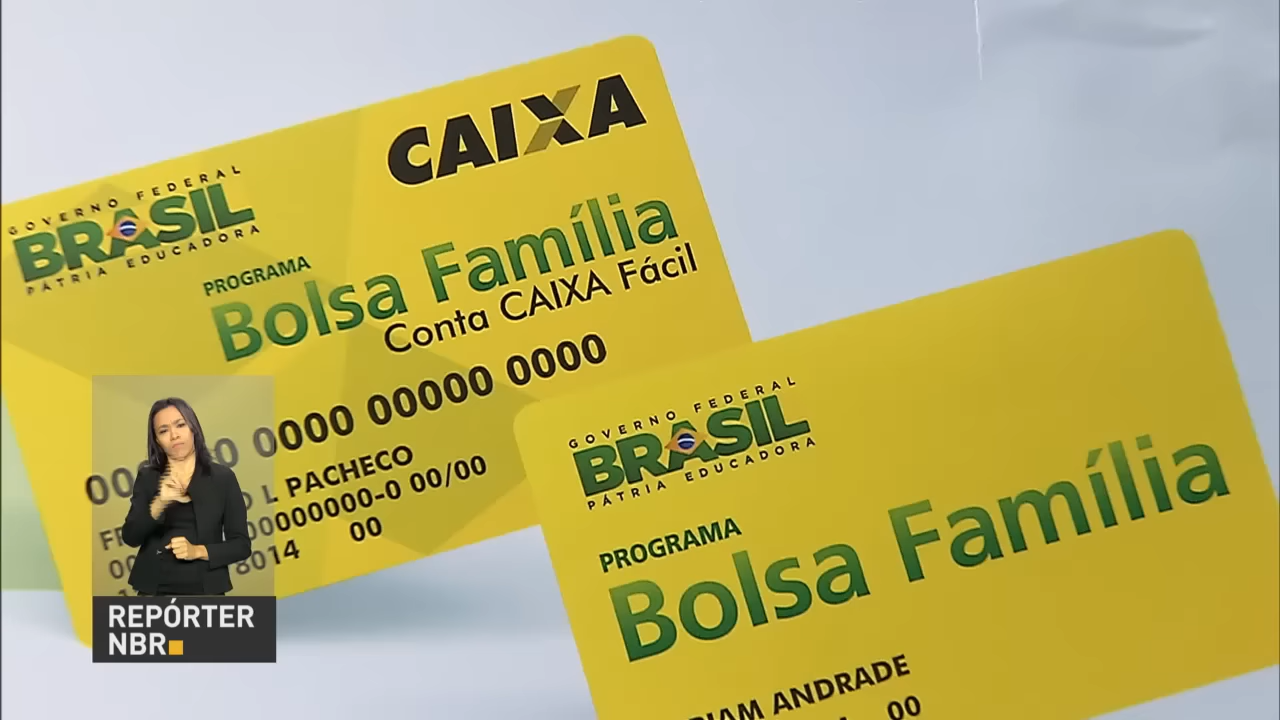 CAIXA
GOVERNO FEDERAL
BRASIL
PÁTRIA EDUCADORA
PROGRAMA
Bolsa Família
Conta CAIXA Fácil
0000 00000 0000
L PACHECO
00000000-0 00/00
8014 00
GOVERNO FEDERAL
BRASIL
PÁTRIA EDUCADORA
PROGRAMA
Bolsa Família
ANDRADE
00
REPÓRTER
NBR